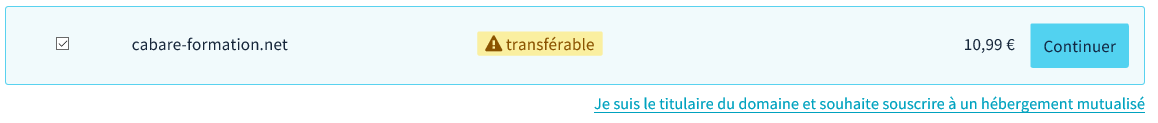 cabare-formation.net transférable 10,99 € Continuer
Je suis le titulaire du domaine et souhaite souscrire à un hébergement mutualisé